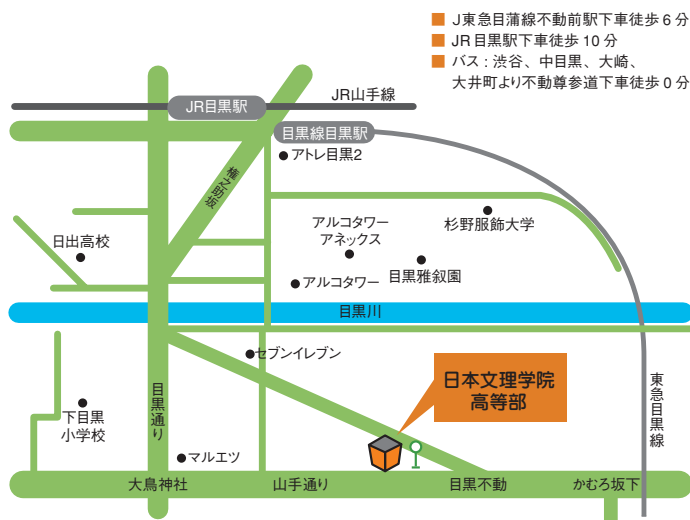 J東急目蒲線不動前駅下車徒歩6分
JR目黒駅下車徒歩10分
バス:渋谷、中目黒、大崎、
大井町より不動尊参道下車徒歩0分
JR山手線
JR目黒駅
目黒線目黒駅
アトレ目黒2
権之助坂
アルコタワー
アネックス
杉野服飾大学
日出高校
目黒雅叙園
アルコタワー
目黒川
セブンイレブン
日本文理学院
高等部
東急目黒線
目黒通り
下目黒
小学校
マルエツ
大鳥神社
山手通り
目黒不動
かむろ坂下